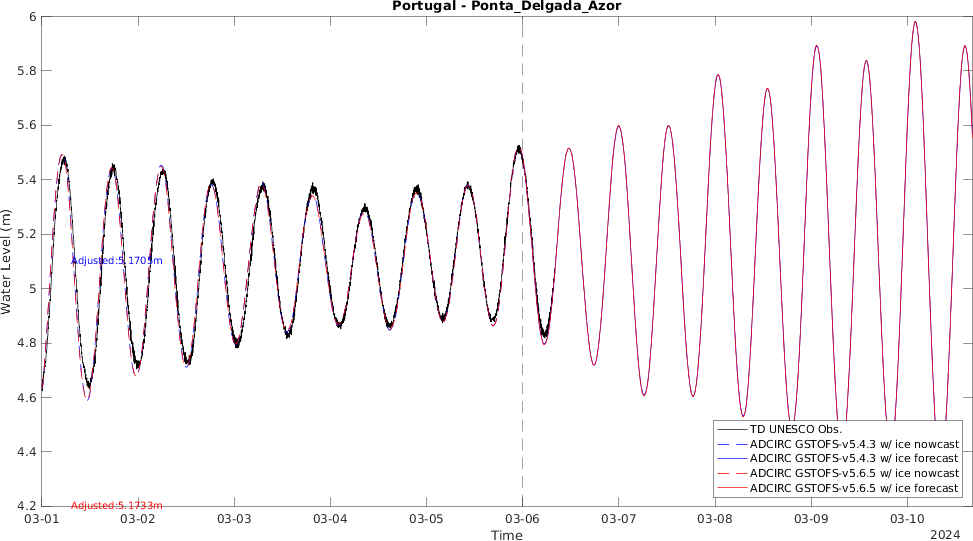 Portugal - Ponta_Delgada_Azor
Water Level (m)
6
5.8
5.6
5.4
5.2
5
4.8
4.6
4.4
4.2
Adjusted:5.1705m
Adjusted:5.1733m
TD UNESCO Obs.
ADCIRC GSTOFS-v5.4.3 w/ ice nowcast
ADCIRC GSTOFS-v5.4.3 w/ ice forecast
ADCIRC GSTOFS-v5.6.5 w/ ice nowcast
ADCIRC GSTOFS-v5.6.5 w/ ice forecast
03-01 03-02 03-03 03-04 03-05 03-06 03-07 03-08 03-09 03-10
Time
2024